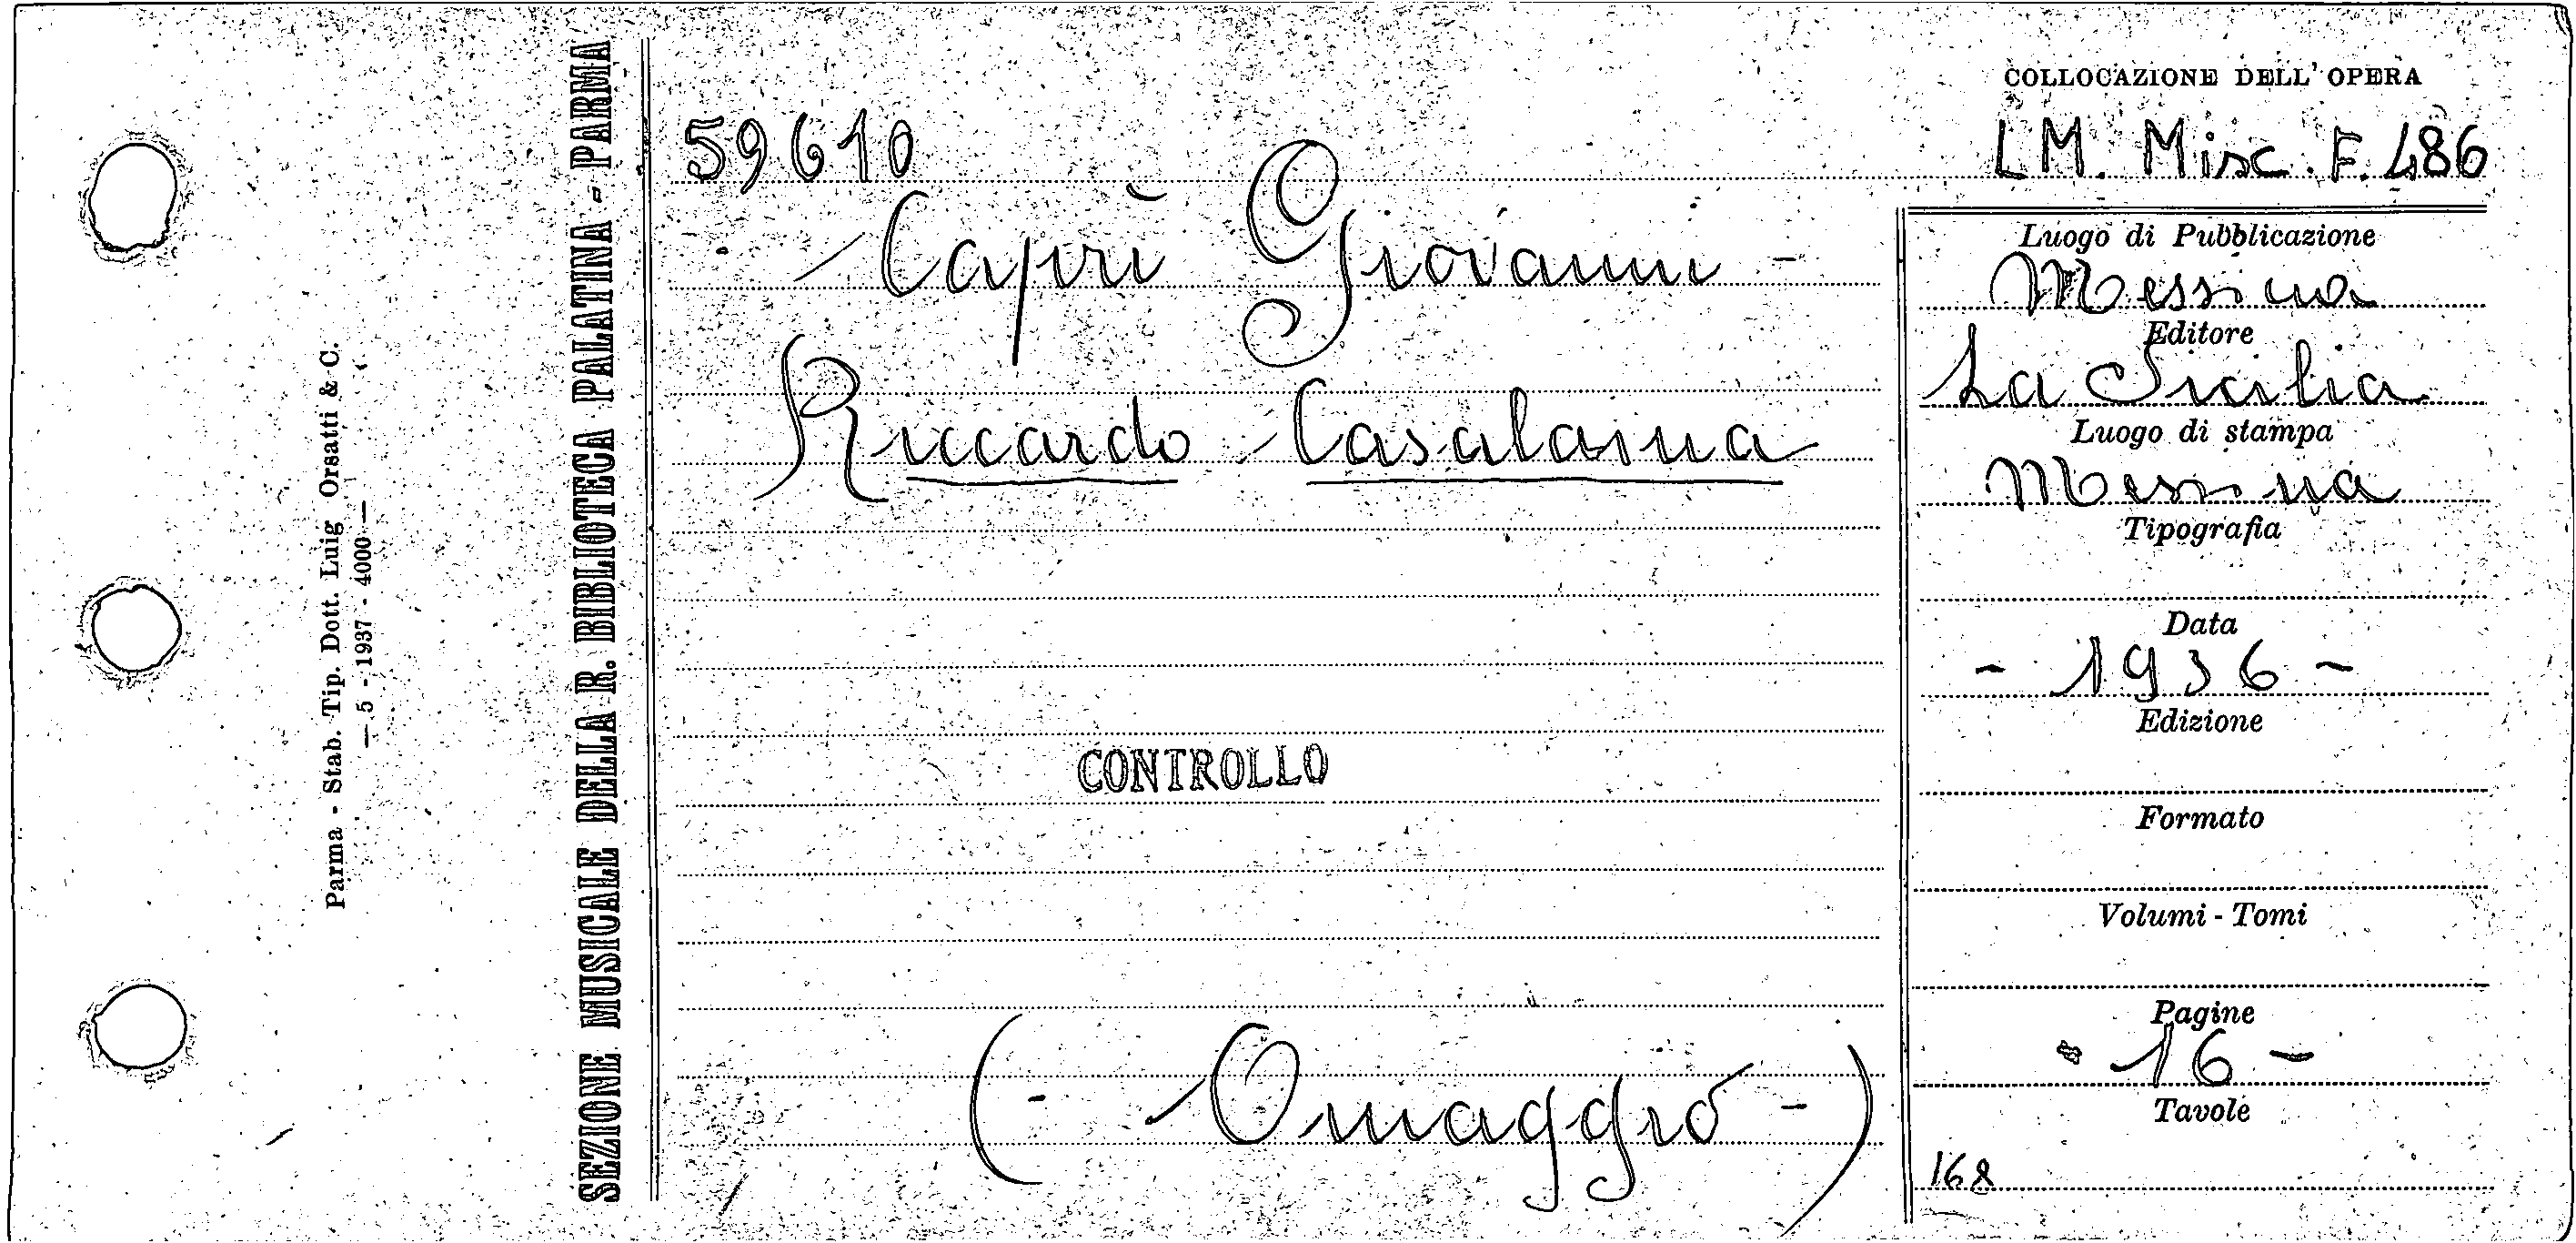 Parma - Stab. Tip. Dott. Luig Orsatti & C.
— 5 - 1937 - 4000 —
SEZIONE MUSICALE DELLA R. BIBLIOTECA PALATINA - PARMA
59610
Caprì Giovanni -
Riccardo Casalaina
CONTROLLO
(- Omaggio -)
COLLOCAZIONE DELL' OPERA
LM. Misc. F. 486
Luogo di Pubblicazione
Messina
Editore
La Sicilia
Luogo di stampa
Messina
Tipografia
Data
- 1936 -
Edizione
Formato
Volumi - Tomi
Pagine
- 16 -
Tavole
168